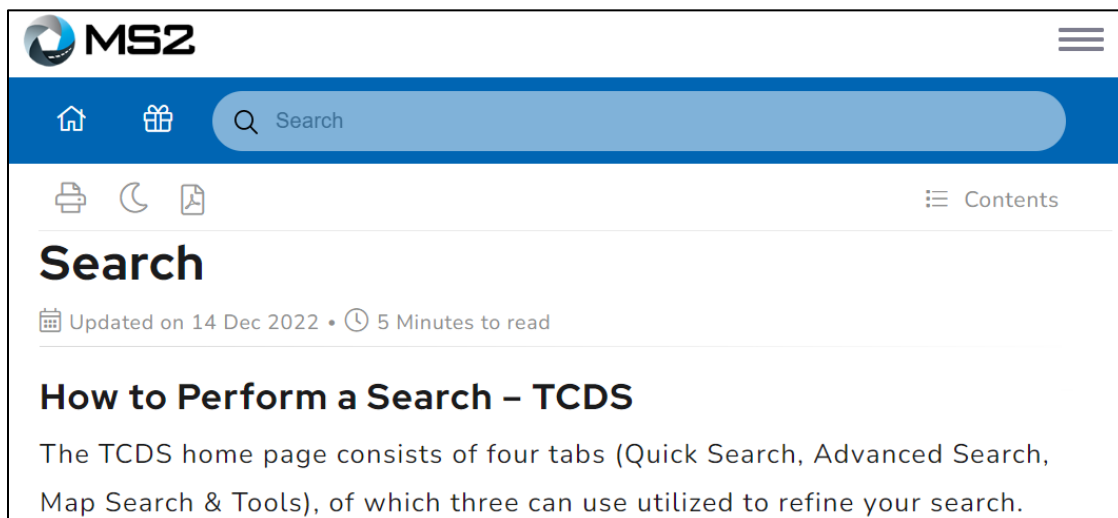 MS2
Search
Contents
Search
Updated on 14 Dec 2022 • 5 Minutes to read
How to Perform a Search – TCDS
The TCDS home page consists of four tabs (Quick Search, Advanced Search,
Map Search & Tools), of which three can use utilized to refine your search.